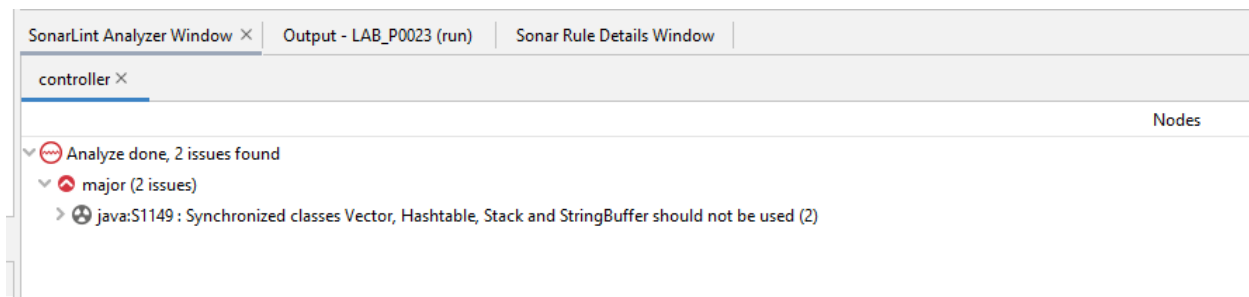 SonarLint Analyzer Window × Output - LAB_P0023 (run) Sonar Rule Details Window
controller ×
Nodes
Analyze done, 2 issues found
major (2 issues)
java:S1149 : Synchronized classes Vector, Hashtable, Stack and StringBuffer should not be used (2)